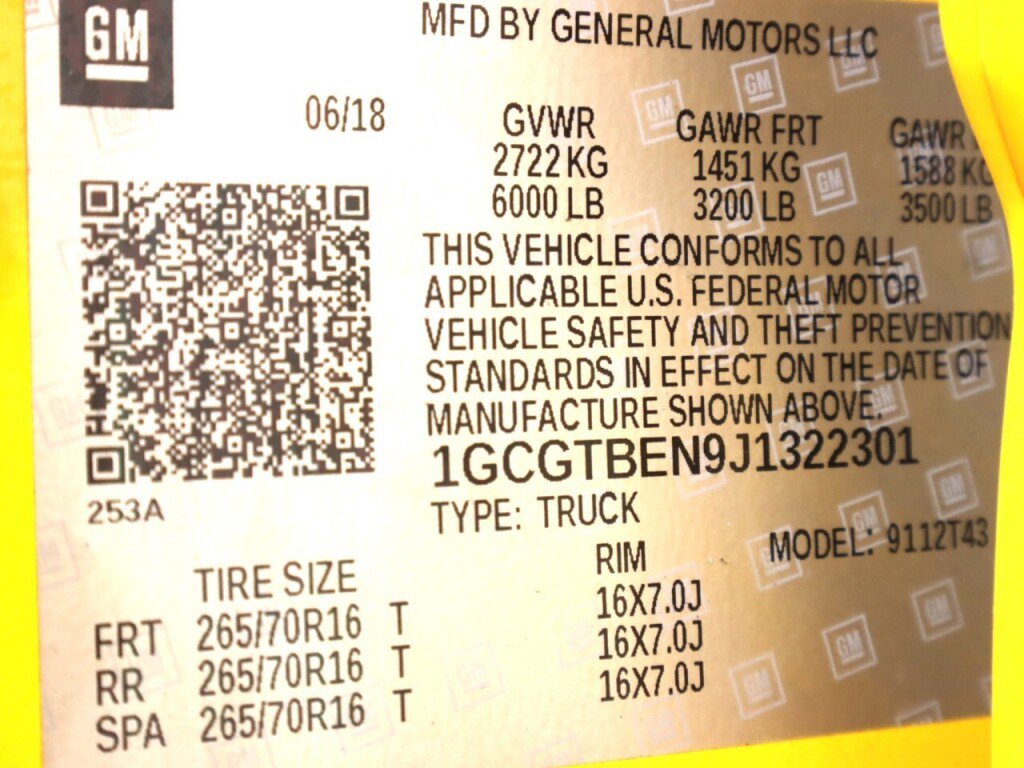 GM
MFD BY GENERAL MOTORS LLC
06/18
GVWR GAWR FRT GAWR
2722 KG 1451 KG 1588 KG
6000 LB 3200 LB 3500 LB
THIS VEHICLE CONFORMS TO ALL
APPLICABLE U.S. FEDERAL MOTOR
VEHICLE SAFETY AND THEFT PREVENTION
STANDARDS IN EFFECT ON THE DATE OF
MANUFACTURE SHOWN ABOVE.
1GCGTBEN9J1322301
253A
TYPE: TRUCK
MODEL: 9112T43
TIRE SIZE RIM
FRT 265/70R16 T 16X7.0J
RR 265/70R16 T 16X7.0J
SPA 265/70R16 T 16X7.0J